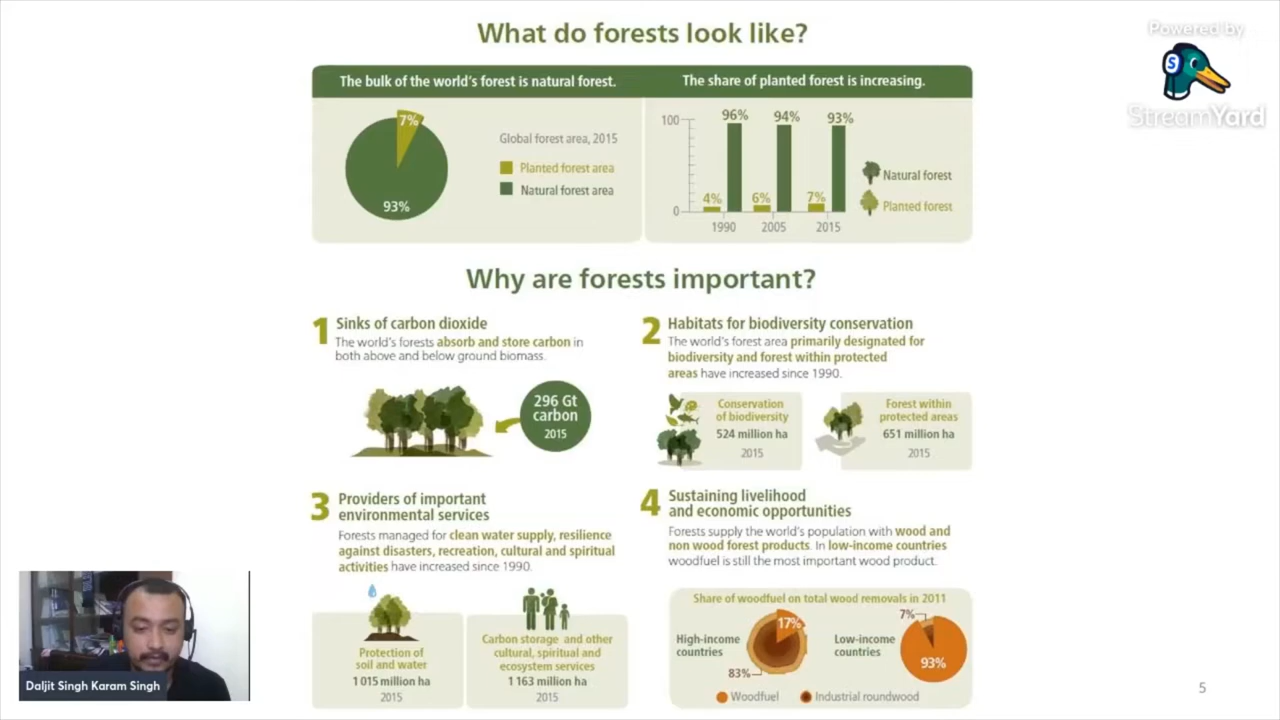 What do forests look like?
Powered by
S
StreamYard
The bulk of the world's forest is natural forest.
7%
93%
Global forest area, 2015
Planted forest area
Natural forest area
The share of planted forest is increasing.
100
0
96%
94%
93%
4%
6%
7%
1990
2005
2015
Natural forest
Planted forest
Why are forests important?
1
Sinks of carbon dioxide
The world's forests absorb and store carbon in
both above and below ground biomass.
296 Gt
carbon
2015
2
Habitats for biodiversity conservation
The world's forest area primarily designated for
biodiversity and forest within protected
areas have increased since 1990.
Conservation
of biodiversity
524 million ha
2015
Forest within
protected areas
651 million ha
2015
3
Providers of important
environmental services
Forests managed for clean water supply, resilience
against disasters, recreation, cultural and spiritual
activities have increased since 1990.
Protection of
soil and water
1 015 million ha
2015
Carbon storage and other
cultural, spiritual and
ecosystem services
1 163 million ha
2015
4
Sustaining livelihood
and economic opportunities
Forests supply the world's population with wood and
non wood forest products. In low-income countries
woodfuel is still the most important wood product.
Share of woodfuel on total wood removals in 2011
High-income
countries
17%
83%
Low-income
countries
7%
93%
Woodfuel
Industrial roundwood
Daljit Singh Karam Singh
5